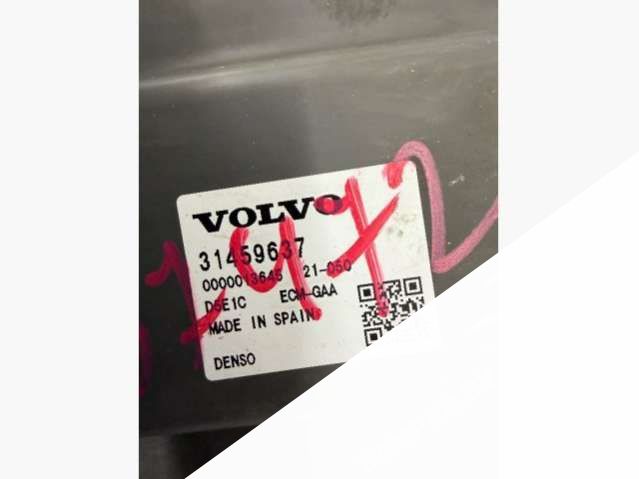 VOLVO
31459637
0000013645 21-050
D5E1C ECM-GAA
MADE IN SPAIN
DENSO